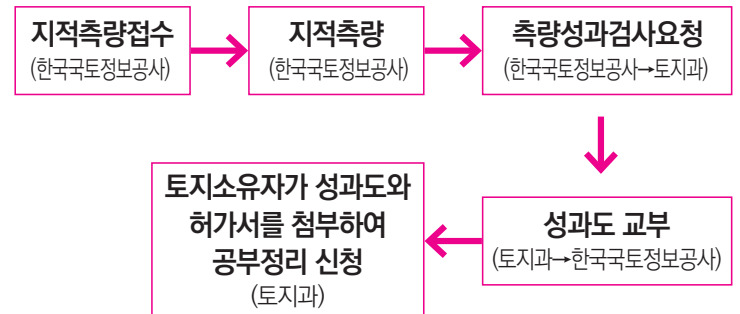 지적측량접수
(한국국토정보공사)
지적측량
(한국국토정보공사)
측량성과검사요청
(한국국토정보공사→토지과)
성과도 교부
(토지과→한국국토정보공사)
토지소유자가 성과도와
허가서를 첨부하여
공부정리 신청
(토지과)